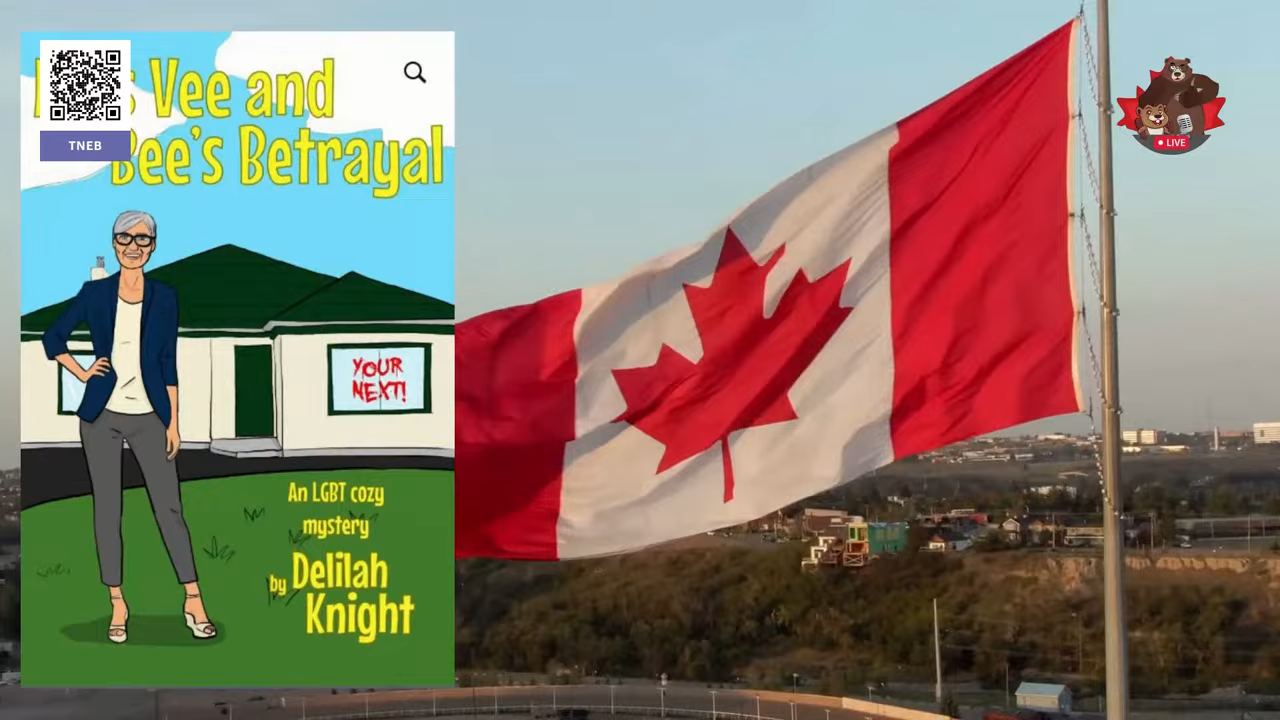 Vee and
Bee's Betrayal
TNEB
LIVE
YOUR
NEXT!
An LGBT cozy
mystery
by Delilah
Knight